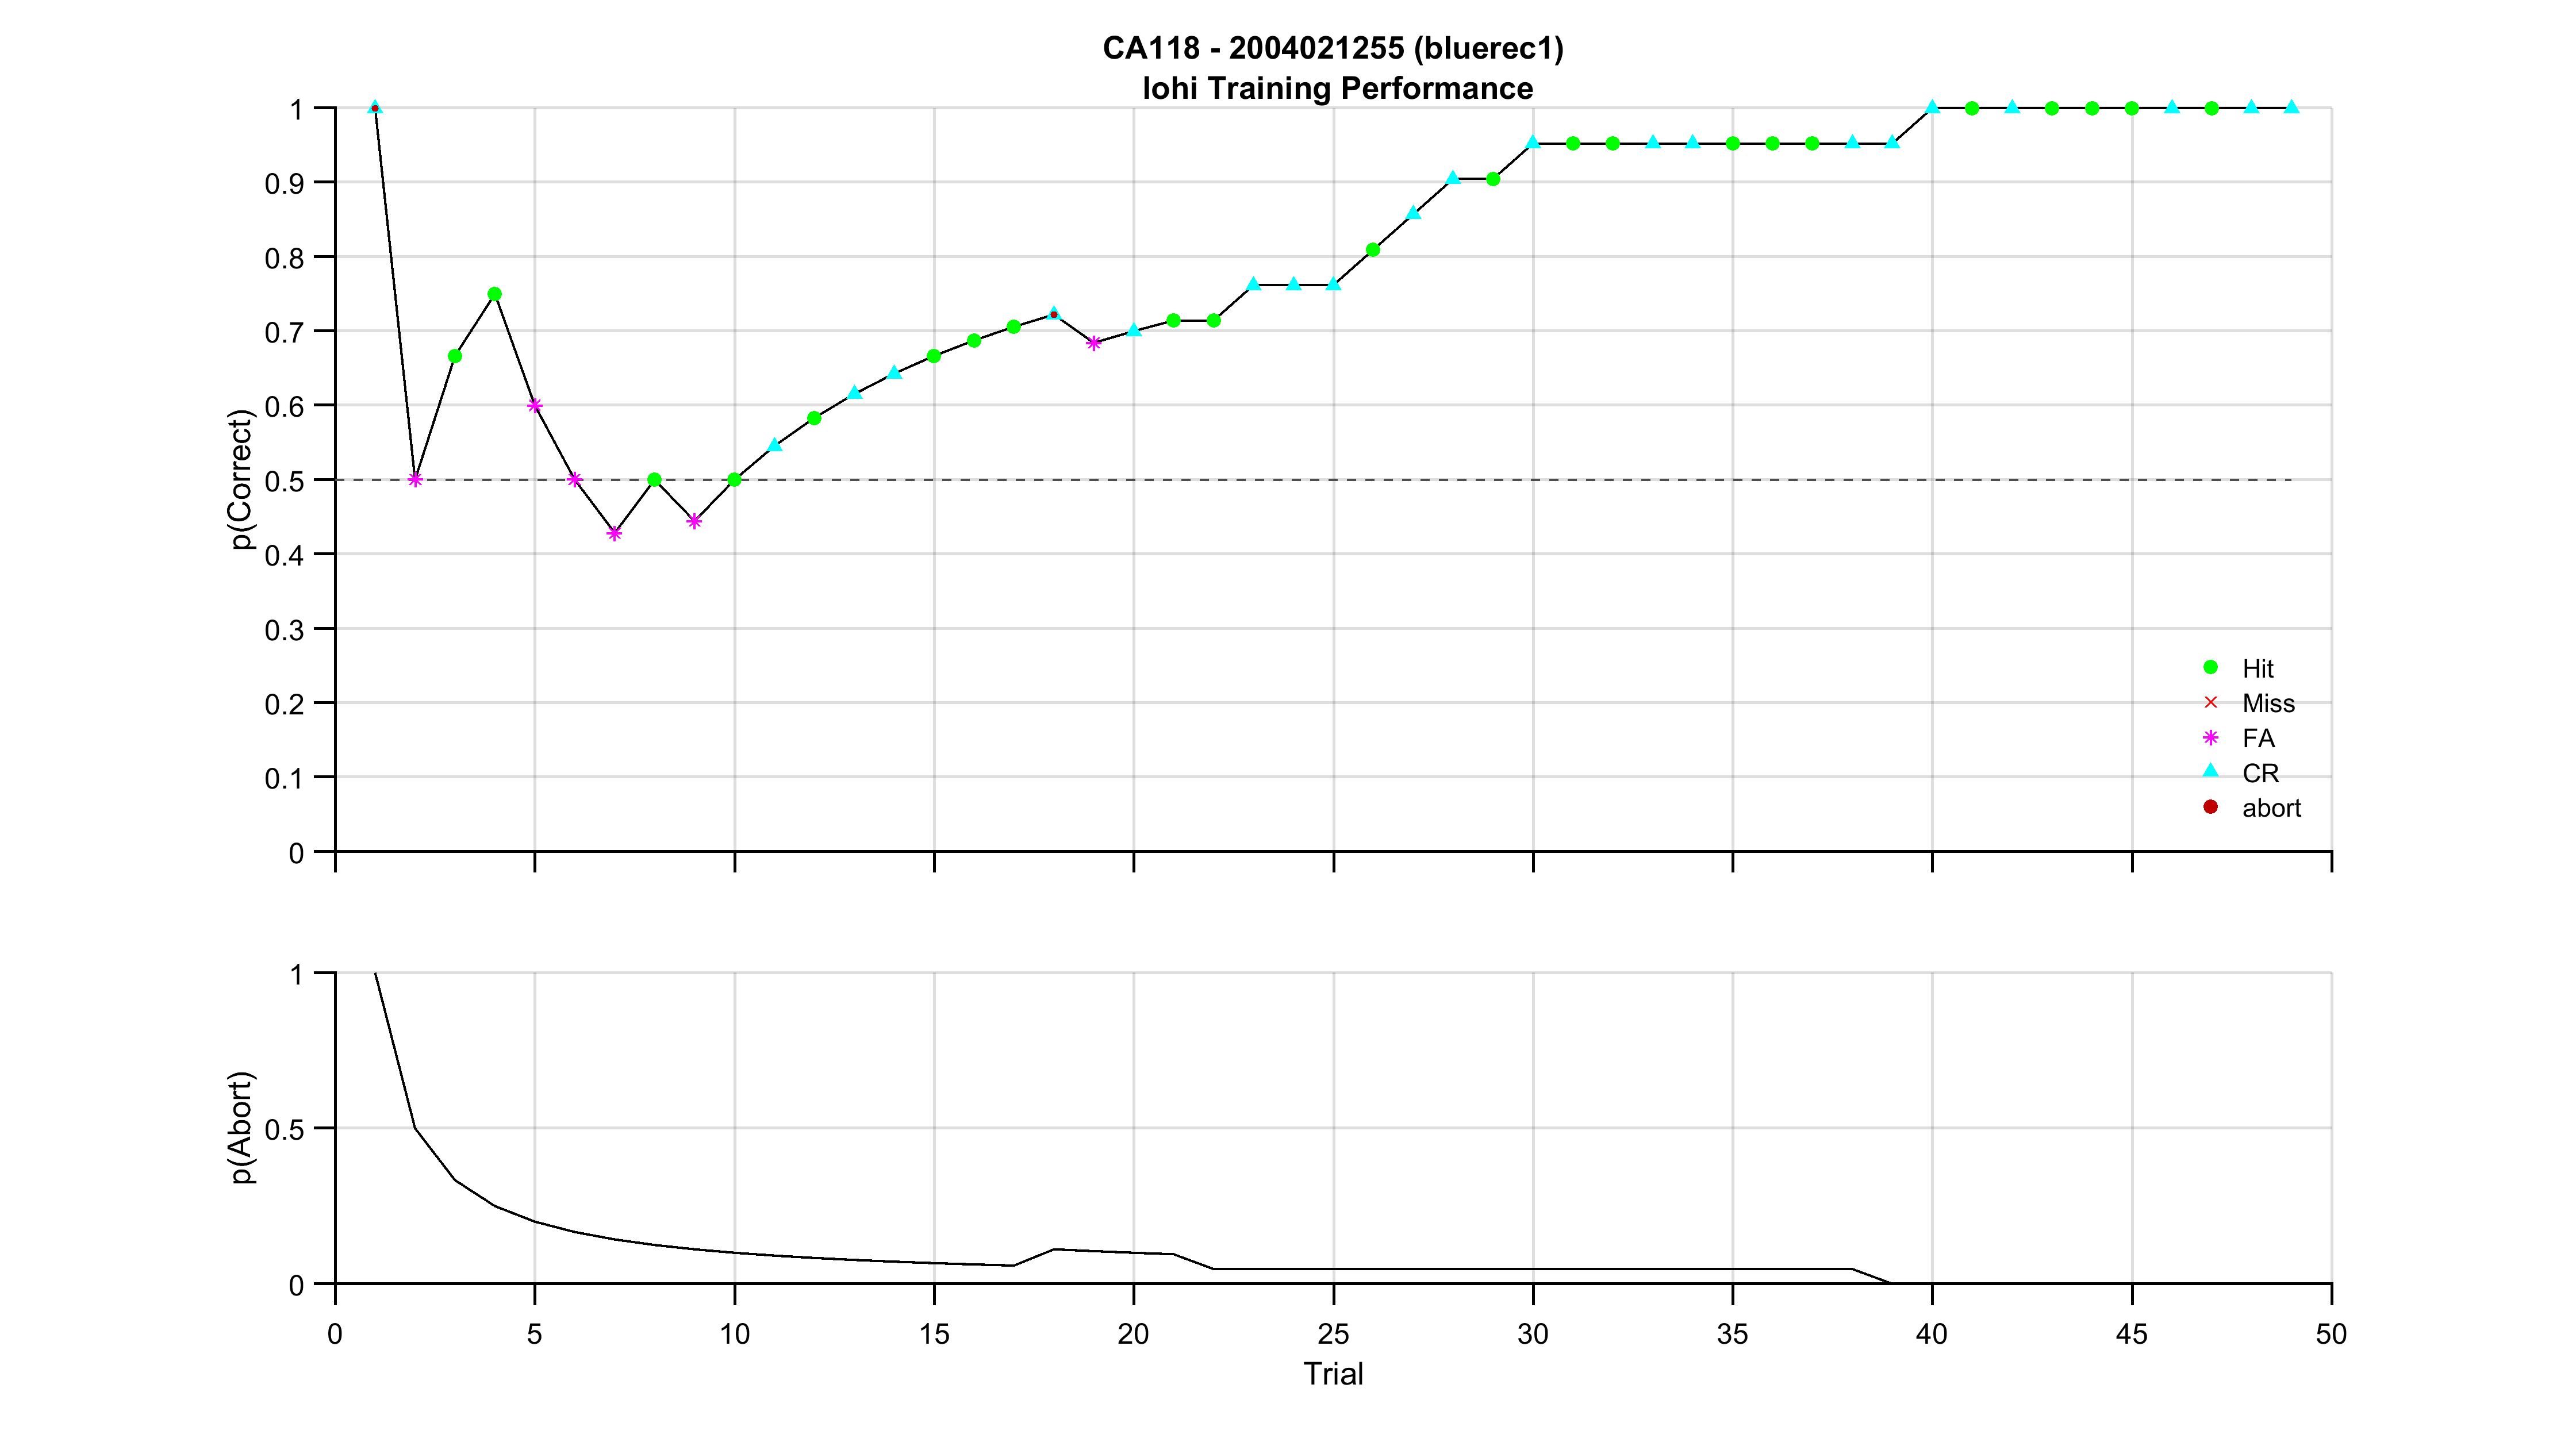 CA118 - 2004021255 (bluerec1)
lohi Training Performance
p(Correct)
1
0.9
0.8
0.7
0.6
0.5
0.4
0.3
0.2
0.1
0
Hit
Miss
FA
CR
abort
p(Abort)
1
0.5
0
0 5 10 15 20 25 30 35 40 45 50
Trial